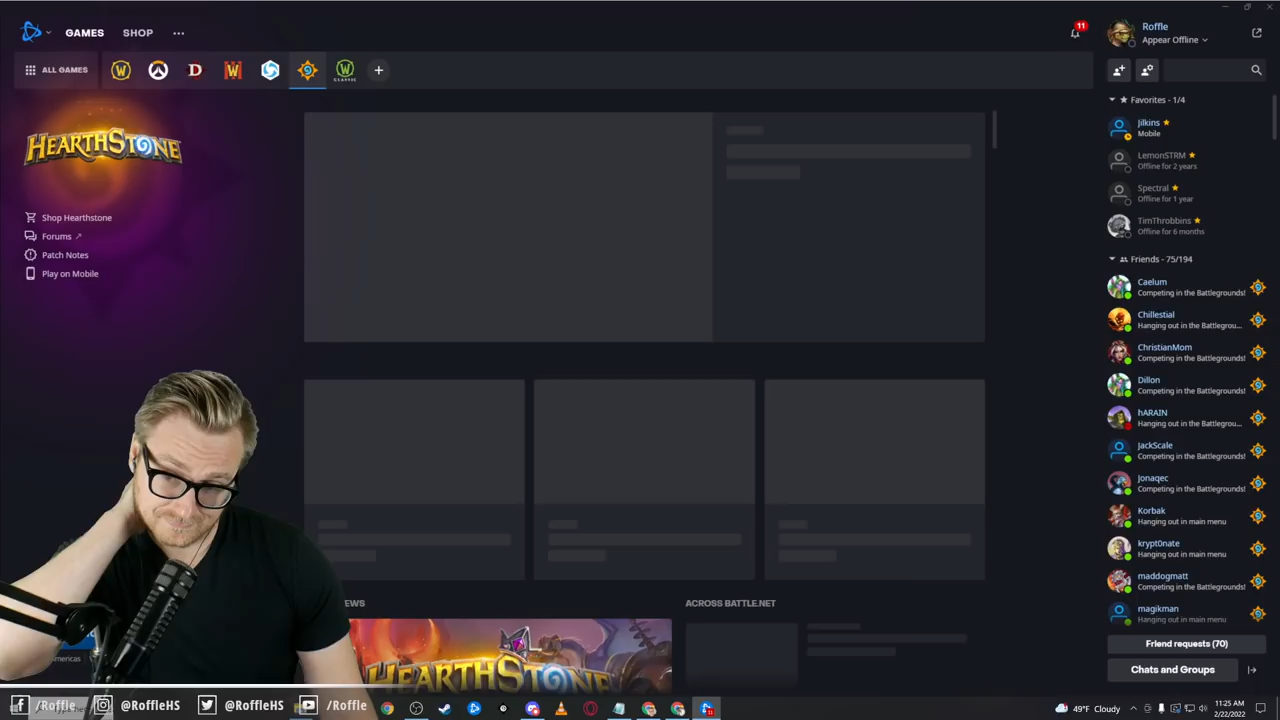 GAMES
SHOP
11
Roffle
Appear Offline
ALL GAMES
CLASSIC
HEARTHSTONE
Shop Hearthstone
Forums
Patch Notes
Play on Mobile
Favorites - 1/4
Jilkins
Mobile
LemonSTRM
Offline for 2 years
Spectral
Offline for 1 year
TimThrobbins
Offline for 6 months
Friends - 75/194
Caelum
Competing in the Battlegrounds!
Chillestial
Hanging out in the Battlegrou...
ChristianMom
Competing in the Battlegrounds!
Dillon
Competing in the Battlegrounds!
hARAIN
Hanging out in the Battlegrou...
JackScale
Competing in the Battlegrounds!
Jonaqec
Competing in the Battlegrounds!
Korbak
Hanging out in main menu
krypt0nate
Hanging out in main menu
maddogmatt
Competing in the Battlegrounds!
magikman
Hanging out in main menu
Friend requests (70)
Chats and Groups
EWS
ACROSS BATTLE.NET
HEARTHSTONE
mericas
/Roffle
@RoffleHS
@RoffleHS
/Roffle
49°F Cloudy
11:25 AM
2/22/2022